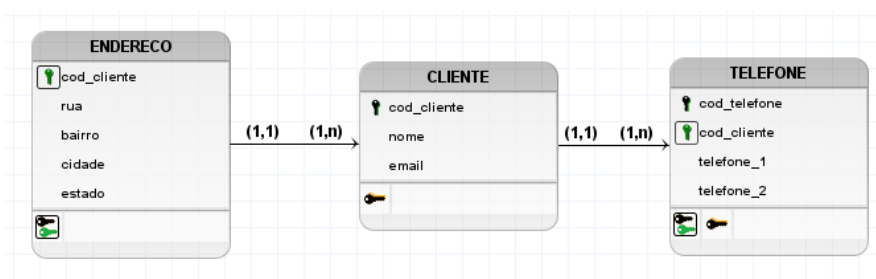 ENDERECO
cod_cliente
rua
bairro
cidade
estado
(1,1) (1,n)
CLIENTE
cod_cliente
nome
email
(1,1) (1,n)
TELEFONE
cod_telefone
cod_cliente
telefone_1
telefone_2